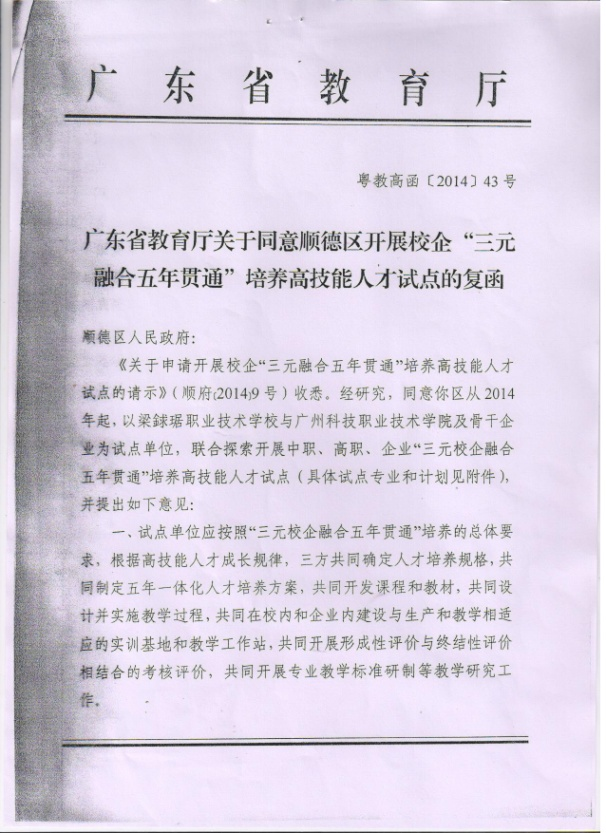 广东省教育厅
粤教高函〔2014〕43号
广东省教育厅关于同意顺德区开展校企“三元
融合五年贯通”培养高技能人才试点的复函
顺德区人民政府：
《关于申请开展校企“三元融合五年贯通”培养高技能人才
试点的请示》（顺府〔2014〕9号）收悉。经研究，同意你区从2014
年起，以梁銶琚职业技术学校与广州科技职业技术学院及骨干企
业为试点单位，联合探索开展中职、高职、企业“三元校企融合
五年贯通”培养高技能人才试点（具体试点专业和计划见附件），
并提出如下意见：
一、试点单位应按照“三元校企融合五年贯通”培养的总体要
求，根据高技能人才成长规律，三方共同确定人才培养规格，共
同制定五年一体化人才培养方案，共同开发课程和教材，共同设
计并实施教学过程，共同在校内和企业内建设与生产和教学相适
应的实训基地和教学工作站，共同开展形成性评价与终结性评价
相结合的考核评价，共同开展专业教学标准研制等教学研究工
作。